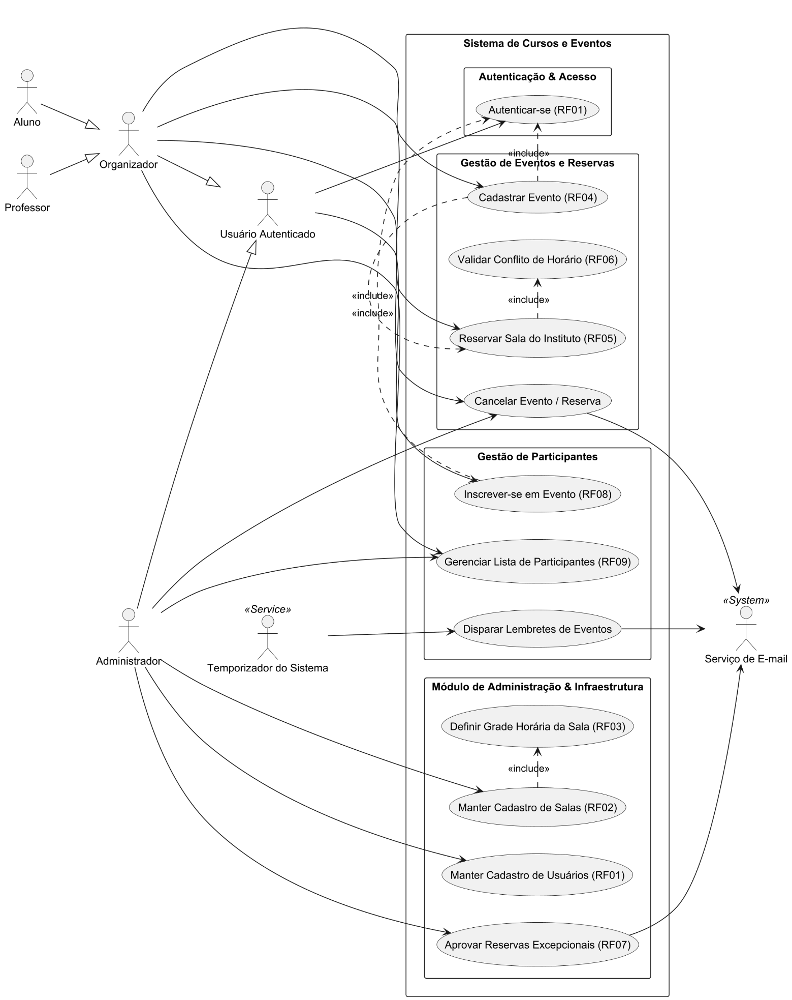 Sistema de Cursos e Eventos
Autenticação & Acesso
Autenticar-se (RF01)
Aluno
Organizador
Professor
«include»
Gestão de Eventos e Reservas
Cadastrar Evento (RF04)
Usuário Autenticado
Validar Conflito de Horário (RF06)
«include»
«include»
«include»
Reservar Sala do Instituto (RF05)
Cancelar Evento / Reserva
Gestão de Participantes
Inscrever-se em Evento (RF08)
Gerenciar Lista de Participantes (RF09)
«System»
«Service»
Disparar Lembretes de Eventos
Serviço de E-mail
Administrador
Temporizador do Sistema
Módulo de Administração & Infraestrutura
Definir Grade Horária da Sala (RF03)
«include»
Manter Cadastro de Salas (RF02)
Manter Cadastro de Usuários (RF01)
Aprovar Reservas Excepcionais (RF07)